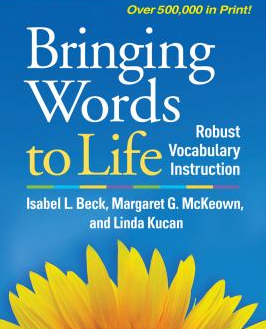 Over 500,000 in Print!
Bringing
Words
to Life
Robust
Vocabulary
Instruction
Isabel L. Beck, Margaret G. McKeown,
and Linda Kucan